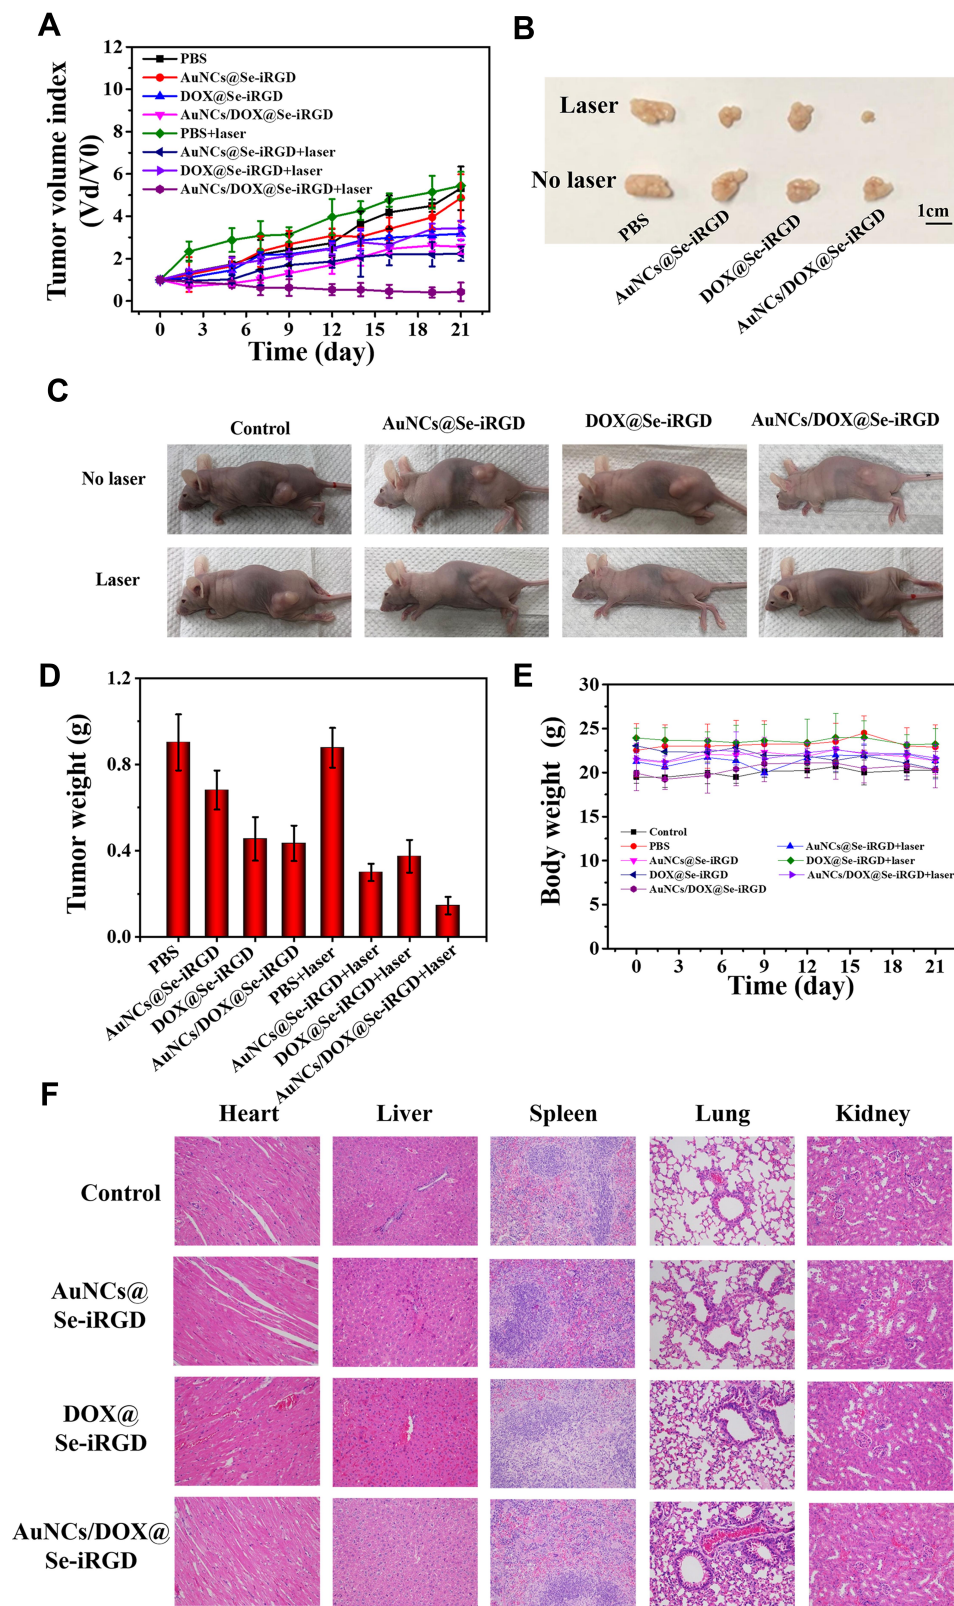 A
Tumor volume index
(Vd/V0)
12
10
8
6
4
2
0
PBS
AuNCs@Se-iRGD
DOX@Se-iRGD
AuNCs/DOX@Se-iRGD
PBS+laser
AuNCs@Se-iRGD+laser
DOX@Se-iRGD+laser
AuNCs/DOX@Se-iRGD+laser
0 3 6 9 12 15 18 21
Time (day)
B
Laser
No laser
1cm
PBS
AuNCs@Se-iRGD
DOX@Se-iRGD
AuNCs/DOX@Se-iRGD
C
Control AuNCs@Se-iRGD DOX@Se-iRGD AuNCs/DOX@Se-iRGD
No laser
Laser
D
Tumor weight (g)
1.2
0.8
0.4
0.0
PBS
AuNCs@Se-iRGD
DOX@Se-iRGD
AuNCs/DOX@Se-iRGD
PBS+laser
AuNCs@Se-iRGD+laser
DOX@Se-iRGD+laser
AuNCs/DOX@Se-iRGD+laser
E
Body weight (g)
30
25
20
15
10
5
0
Control
PBS
AuNCs@Se-iRGD
DOX@Se-iRGD
AuNCs/DOX@Se-iRGD
AuNCs@Se-iRGD+laser
DOX@Se-iRGD+laser
AuNCs/DOX@Se-iRGD+laser
0 3 6 9 12 15 18 21
Time (day)
F
Heart Liver Spleen Lung Kidney
Control
AuNCs@
Se-iRGD
DOX@
Se-iRGD
AuNCs/DOX@
Se-iRGD